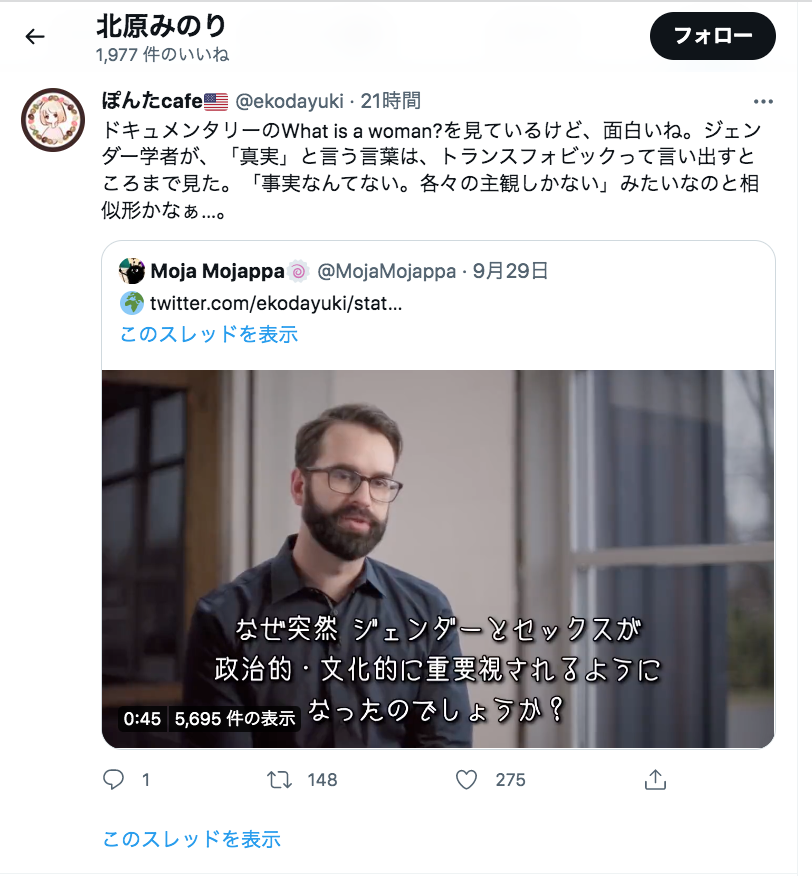 北原みのり
1,977 件のいいね
フォロー
ぽんたcafe🇺🇸 @ekodayuki · 21時間
ドキュメンタリーのWhat is a woman?を見ているけど、面白いね。ジェン
ダー学者が、「真実」と言う言葉は、トランスフォビックって言い出すと
ころまで見た。「事実なんてない。各々の主観しかない」みたいなのと相
似形かなぁ...。
Moja Mojappa🍥 @MojaMojappa · 9月29日
🌍 twitter.com/ekodayuki/stat...
このスレッドを表示
なぜ突然 ジェンダーとセックスが
政治的・文化的に重要視されるように
なったのでしょうか？
0:45 5,695 件の表示
1 148 275
このスレッドを表示